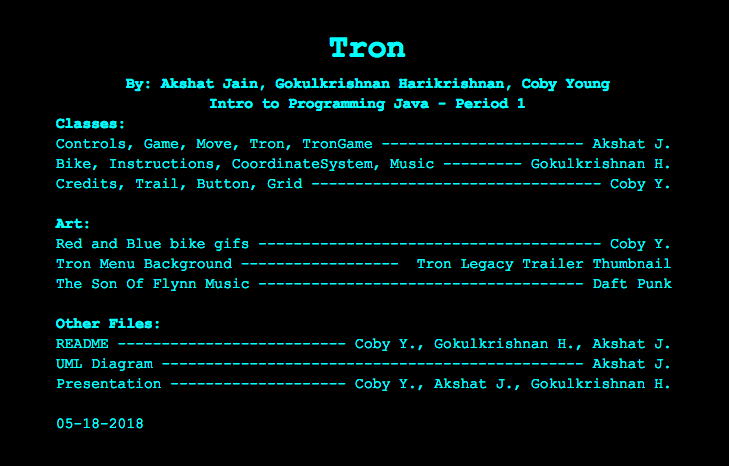 Tron
By: Akshat Jain, Gokulkrishnan Harikrishnan, Coby Young
Intro to Programming Java - Period 1
Classes:
Controls, Game, Move, Tron, TronGame ----------------------- Akshat J.
Bike, Instructions, CoordinateSystem, Music --------- Gokulkrishnan H.
Credits, Trail, Button, Grid --------------------------------- Coby Y.
Art:
Red and Blue bike gifs --------------------------------------- Coby Y.
Tron Menu Background ------------------  Tron Legacy Trailer Thumbnail
The Son Of Flynn Music ------------------------------------- Daft Punk
Other Files:
README -------------------------- Coby Y., Gokulkrishnan H., Akshat J.
UML Diagram ------------------------------------------------ Akshat J.
Presentation -------------------- Coby Y., Akshat J., Gokulkrishnan H.
05-18-2018